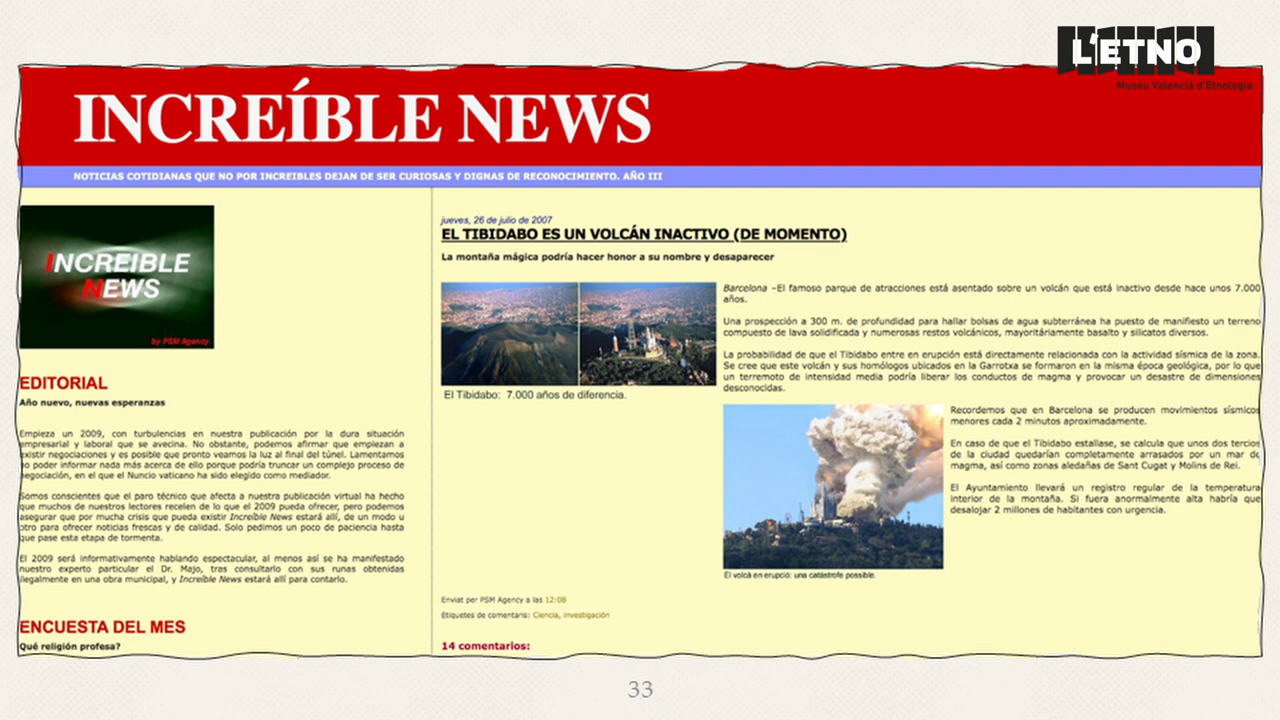 L'ETNO
Museu Valencià d'Etnologia
INCREÍBLE NEWS
NOTICIAS COTIDIANAS QUE NO POR INCREIBLES DEJAN DE SER CURIOSAS Y DIGNAS DE RECONOCIMIENTO. AÑO III
INCREIBLE
NEWS
by PSM Agency
EDITORIAL
Año nuevo, nuevas esperanzas
Empieza un 2009, con turbulencias en nuestra publicación por la dura situación
empresarial y laboral que se avecina. No obstante, podemos afirmar que empiezan a
existir negociaciones y es posible que pronto veamos la luz al final del túnel. Lamentamos
no poder informar nada más acerca de ello porque podría truncar un complejo proceso de
negociación, en el que el Nuncio vaticano ha sido elegido como mediador.
Somos conscientes que el paro técnico que afecta a nuestra publicación virtual ha hecho
que muchos de nuestros lectores recelen de lo que el 2009 pueda ofrecer, pero podemos
asegurar que por mucha crisis que pueda existir Increíble News estará allí, de un modo u
otro para ofrecer noticias frescas y de calidad. Solo pedimos un poco de paciencia hasta
que pase esta etapa de tormenta.
El 2009 será informativamente hablando espectacular, al menos así se ha manifestado
nuestro experto particular el Dr. Majo, tras consultarlo con sus runas obtenidas
ilegalmente en una obra municipal, y Increíble News estará allí para contarlo.
ENCUESTA DEL MES
Qué religión profesa?
jueves, 26 de julio de 2007
EL TIBIDABO ES UN VOLCÁN INACTIVO (DE MOMENTO)
La montaña mágica podría hacer honor a su nombre y desaparecer
El Tibidabo: 7.000 años de diferencia.
Barcelona –El famoso parque de atracciones está asentado sobre un volcán que está inactivo desde hace unos 7.000
años.
Una prospección a 300 m. de profundidad para hallar bolsas de agua subterránea ha puesto de manifiesto un terreno
compuesto de lava solidificada y numerosas restos volcánicos, mayoritáriamente basalto y silicatos diversos.
La probabilidad de que el Tibidabo entre en erupción está directamente relacionada con la actividad sísmica de la zona.
Se cree que este volcán y sus homólogos ubicados en la Garrotxa se formaron en la misma época geológica, por lo que
un terremoto de intensidad media podría liberar los conductos de magma y provocar un desastre de dimensiones
desconocidas.
Recordemos que en Barcelona se producen movimientos sísmicos
menores cada 2 minutos aproximadamente.
En caso de que el Tibidabo estallase, se calcula que unos dos tercios
de la ciudad quedarían completamente arrasados por un mar de
magma, así como zonas aledañas de Sant Cugat y Molins de Rei.
El Ayuntamiento llevará un registro regular de la temperatura
interior de la montaña. Si fuera anormalmente alta habría que
desalojar 2 millones de habitantes con urgencia.
El volcá en erupció: una catástrofe possible.
Enviat per PSM Agency a las 12:08
Etiquetes de comentaris: Ciencia, investigación
14 comentarios:
33